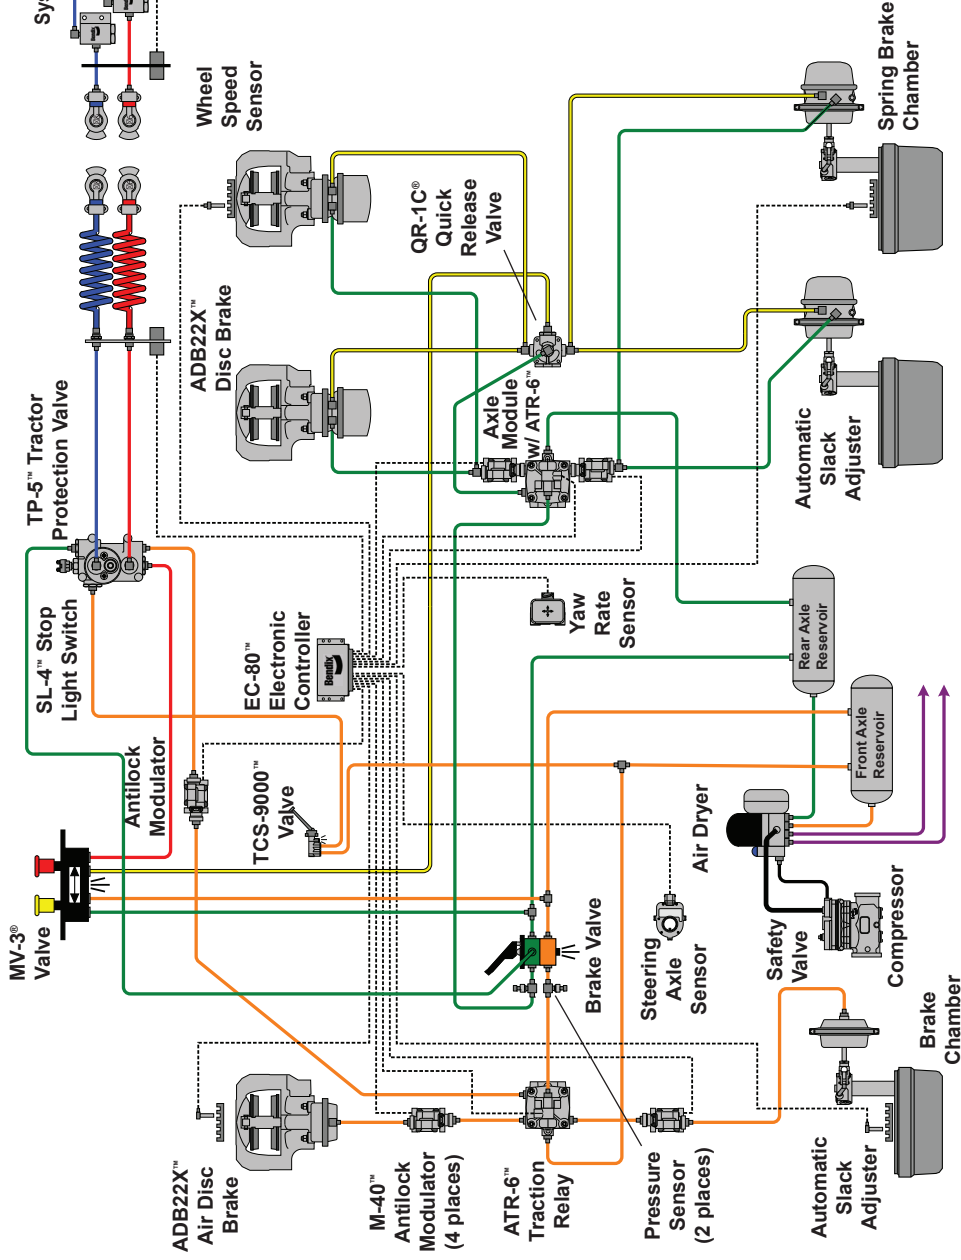 Sys
Wheel
Speed
Sensor
Spring Brake
Chamber
QR-1C®
Quick
Release
Valve
ADB22X™
Disc Brake
TP-5™ Tractor
Protection Valve
Axle
Module
w/ ATR-6™
Automatic
Slack
Adjuster
SL-4™ Stop
Light Switch
EC-80™
Electronic
Controller
Bendix
Yaw
Rate
Sensor
Rear Axle
Reservoir
Front Axle
Reservoir
Antilock
Modulator
TCS-9000™
Valve
Air Dryer
MV-3®
Valve
Brake Valve
Steering
Axle
Sensor
Safety
Valve
Compressor
Brake
Chamber
ADB22X™
Air Disc
Brake
M-40™
Antilock
Modulator
(4 places)
ATR-6™
Traction
Relay
Pressure
Sensor
(2 places)
Automatic
Slack
Adjuster